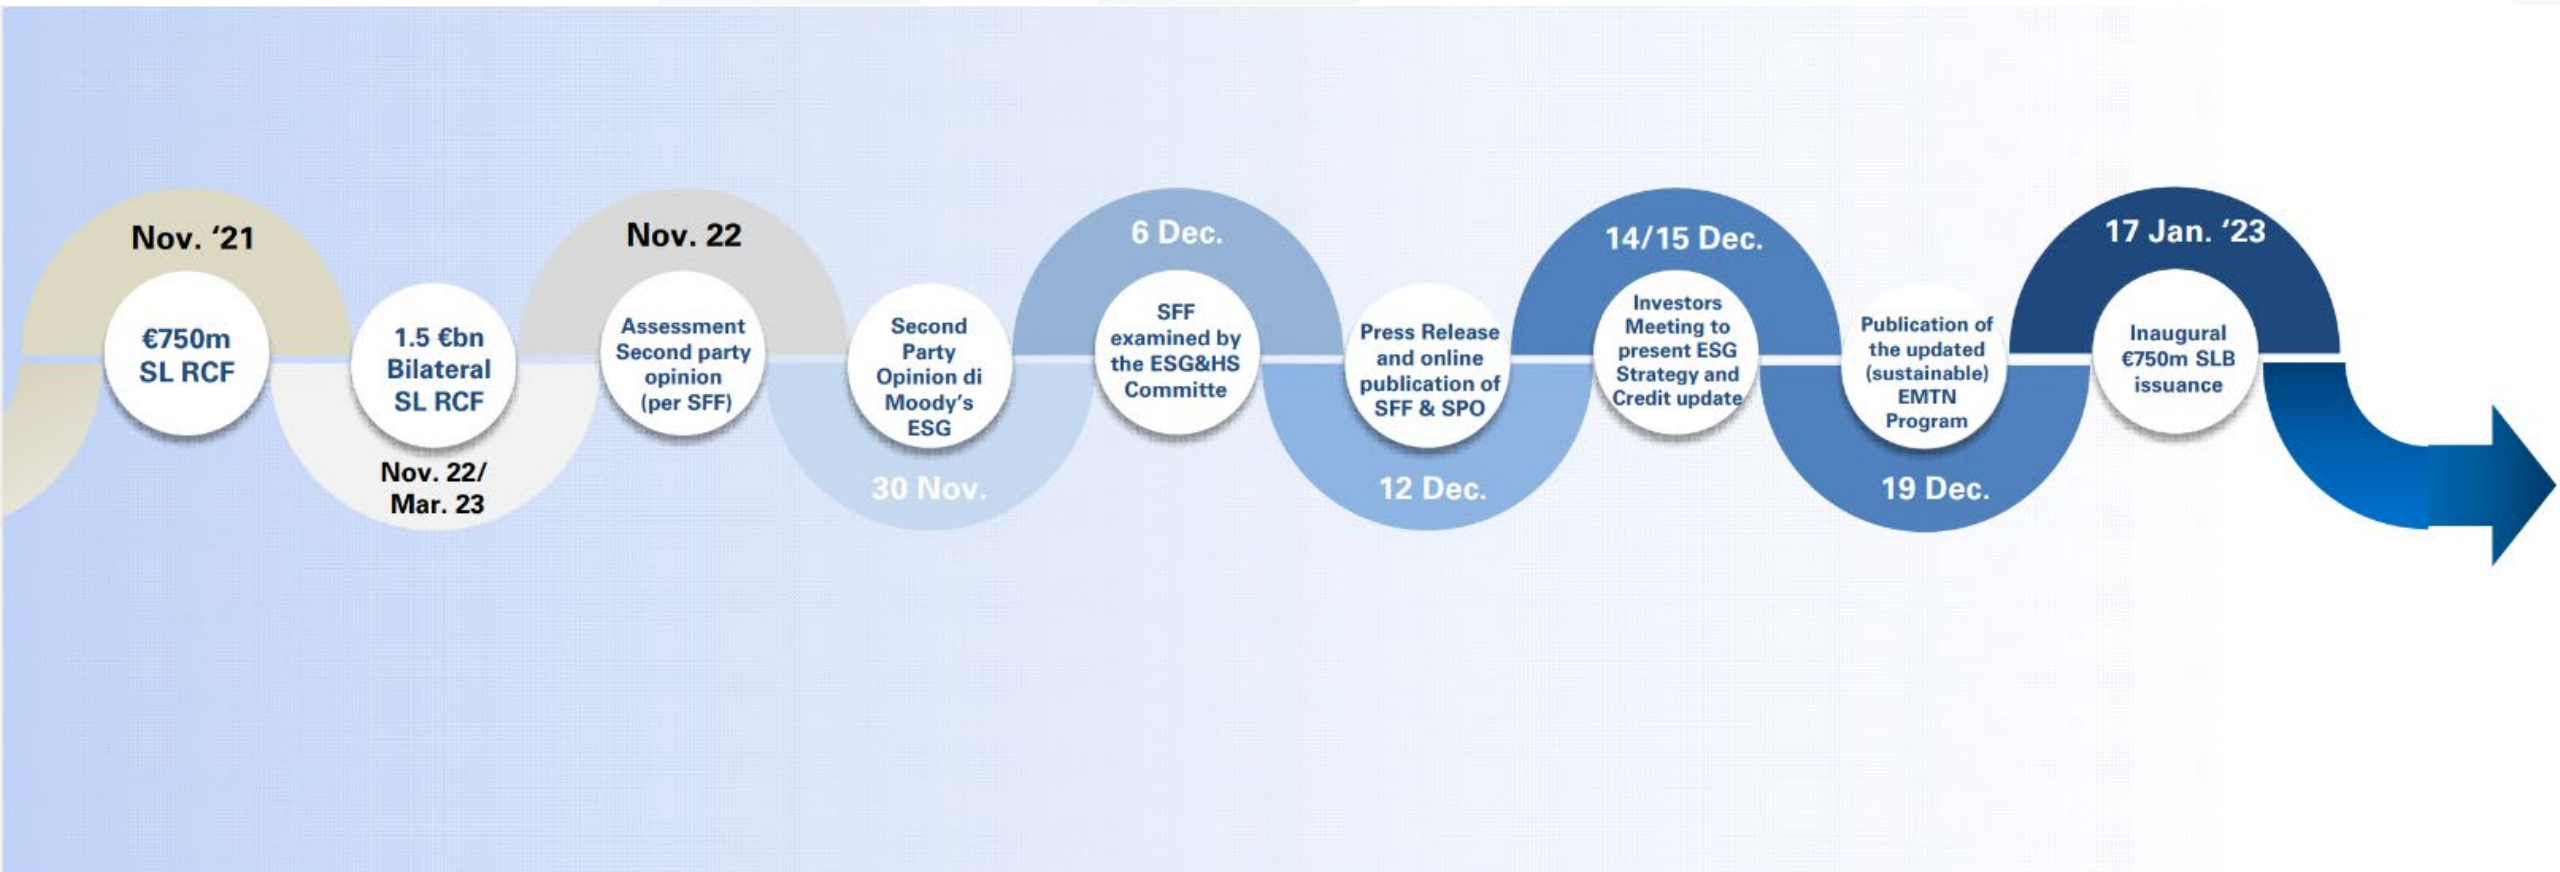 Nov. ‘21
€750m
SL RCF
1.5 €bn
Bilateral
SL RCF
Nov. 22/
Mar. 23
Nov. 22
Assessment
Second party
opinion
(per SFF)
Second
Party
Opinion di
Moody’s
ESG
30 Nov.
6 Dec.
SFF
examined by
the ESG&HS
Committe
Press Release
and online
publication of
SFF & SPO
12 Dec.
14/15 Dec.
Investors
Meeting to
present ESG
Strategy and
Credit update
Publication of
the updated
(sustainable)
EMTN
Program
19 Dec.
17 Jan. ‘23
Inaugural
€750m SLB
issuance